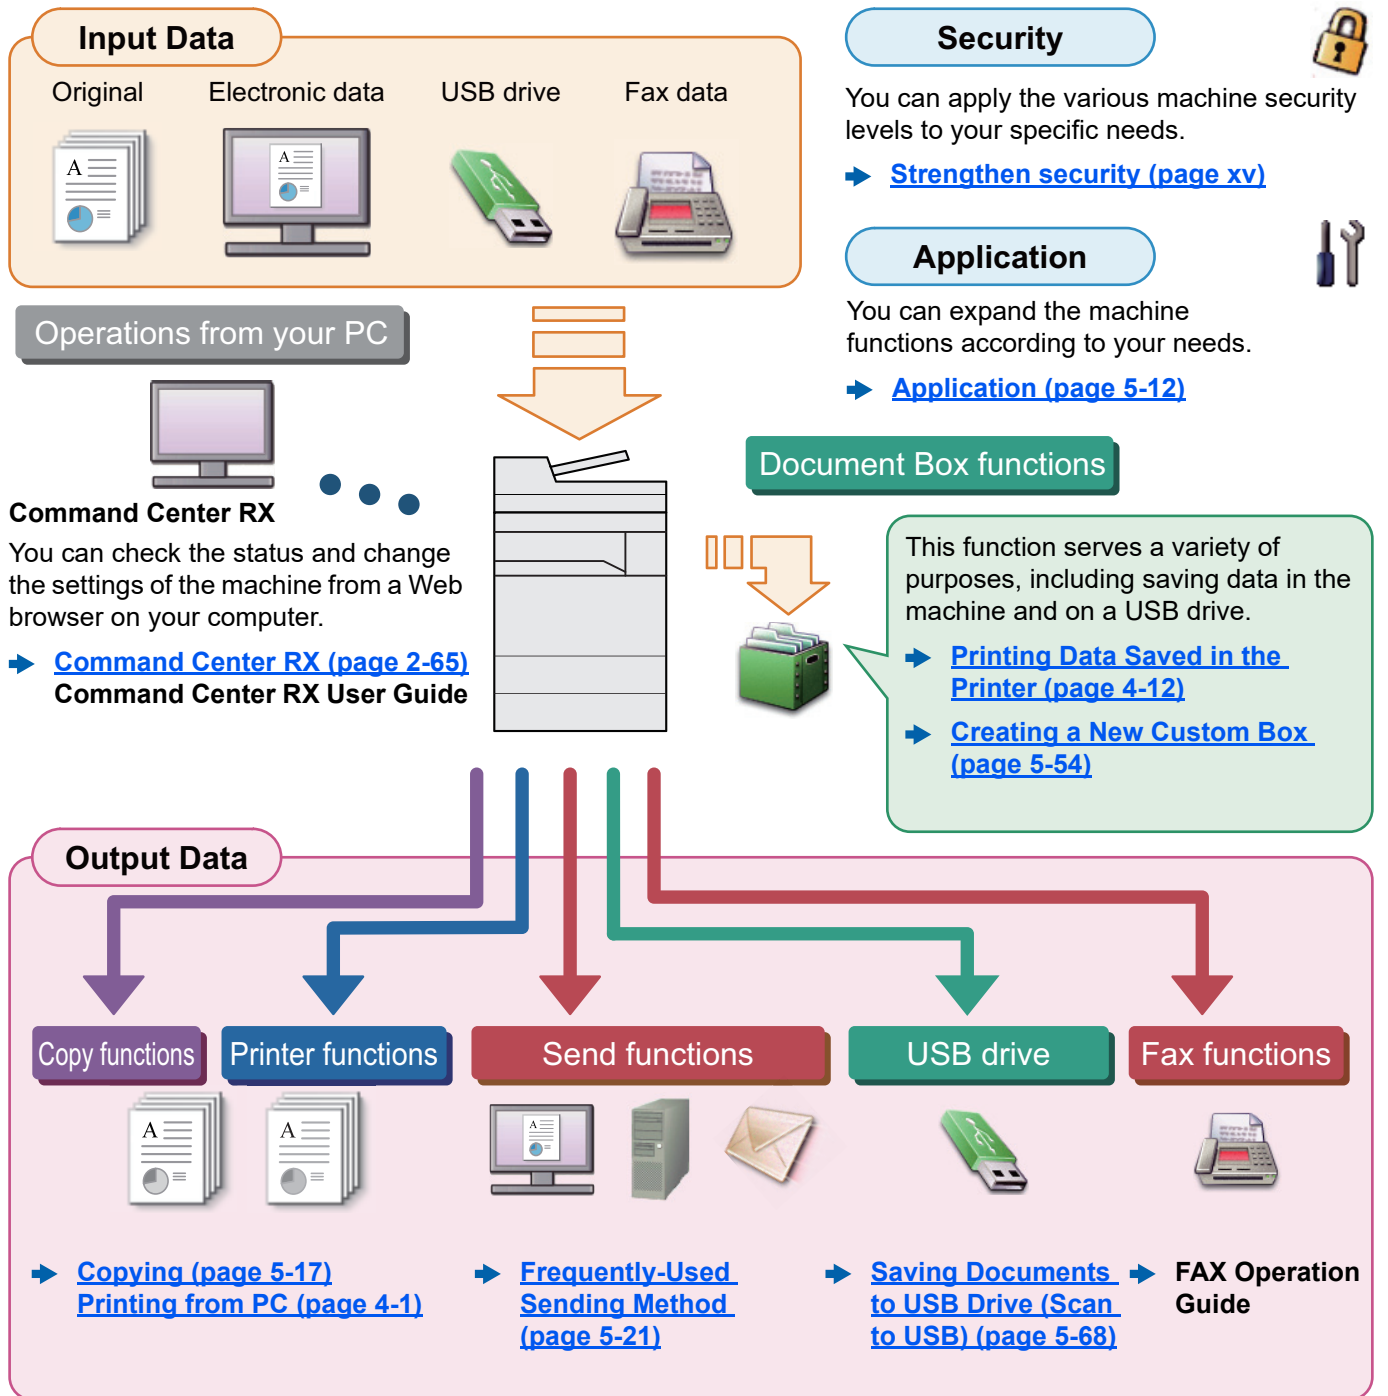 Input Data
Original
Electronic data
USB drive
Fax data
Security
You can apply the various machine security
levels to your specific needs.
Strengthen security (page xv)
Application
You can expand the machine
functions according to your needs.
Application (page 5-12)
Operations from your PC
Command Center RX
You can check the status and change
the settings of the machine from a Web
browser on your computer.
Command Center RX (page 2-65)
Command Center RX User Guide
Document Box functions
This function serves a variety of
purposes, including saving data in the
machine and on a USB drive.
Printing Data Saved in the
Printer (page 4-12)
Creating a New Custom Box
(page 5-54)
Output Data
Copy functions
Printer functions
Send functions
USB drive
Fax functions
Copying (page 5-17)
Printing from PC (page 4-1)
Frequently-Used
Sending Method
(page 5-21)
Saving Documents
to USB Drive (Scan
to USB) (page 5-68)
FAX Operation
Guide